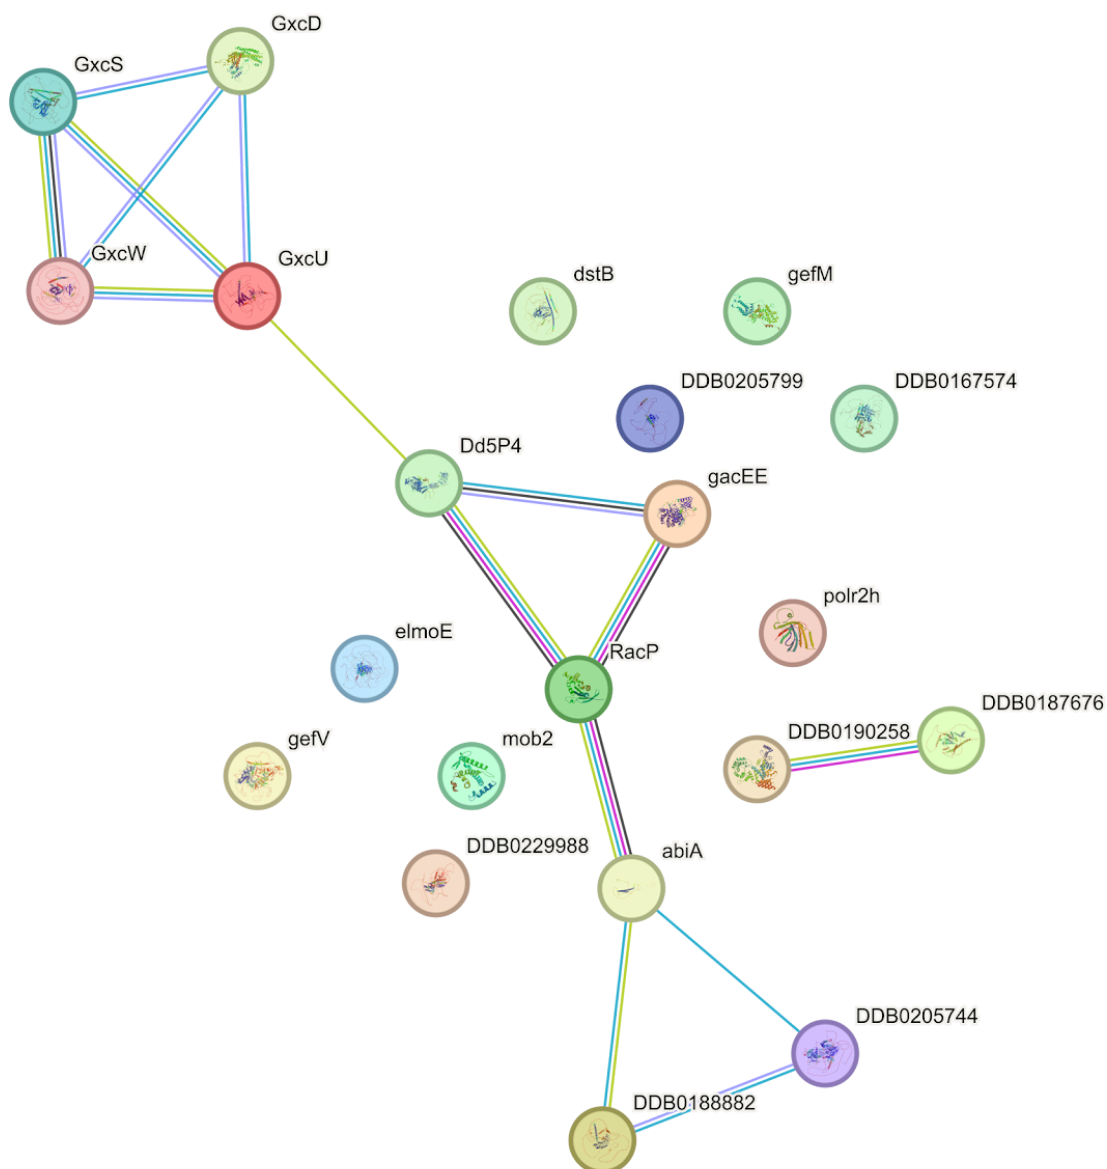 GxcD
GxcS
GxcW
GxcU
dstB
gefM
DDB0205799
DDB0167574
Dd5P4
gacEE
polr2h
elmoE
RacP
DDB0187676
DDB0190258
gefV
mob2
DDB0229988
abiA
DDB0205744
DDB0188882